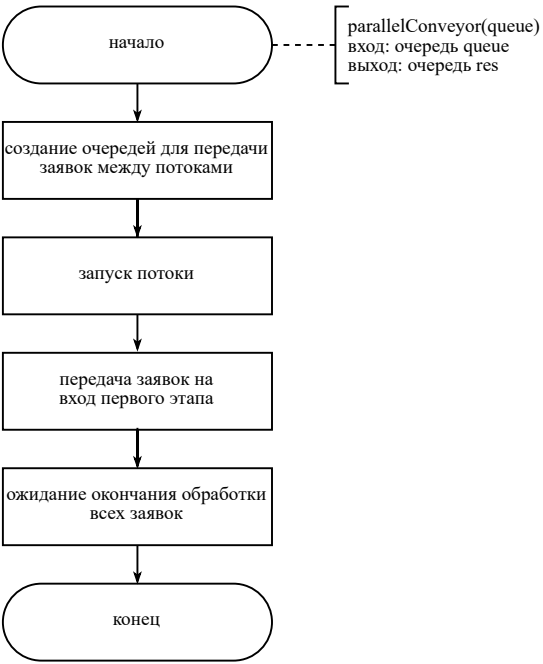 начало
parallelConveyor(queue)
вход: очередь queue
выход: очередь res
создание очередей для передачи
заявок между потоками
запуск потоки
передача заявок на
вход первого этапа
ожидание окончания обработки
всех заявок
конец